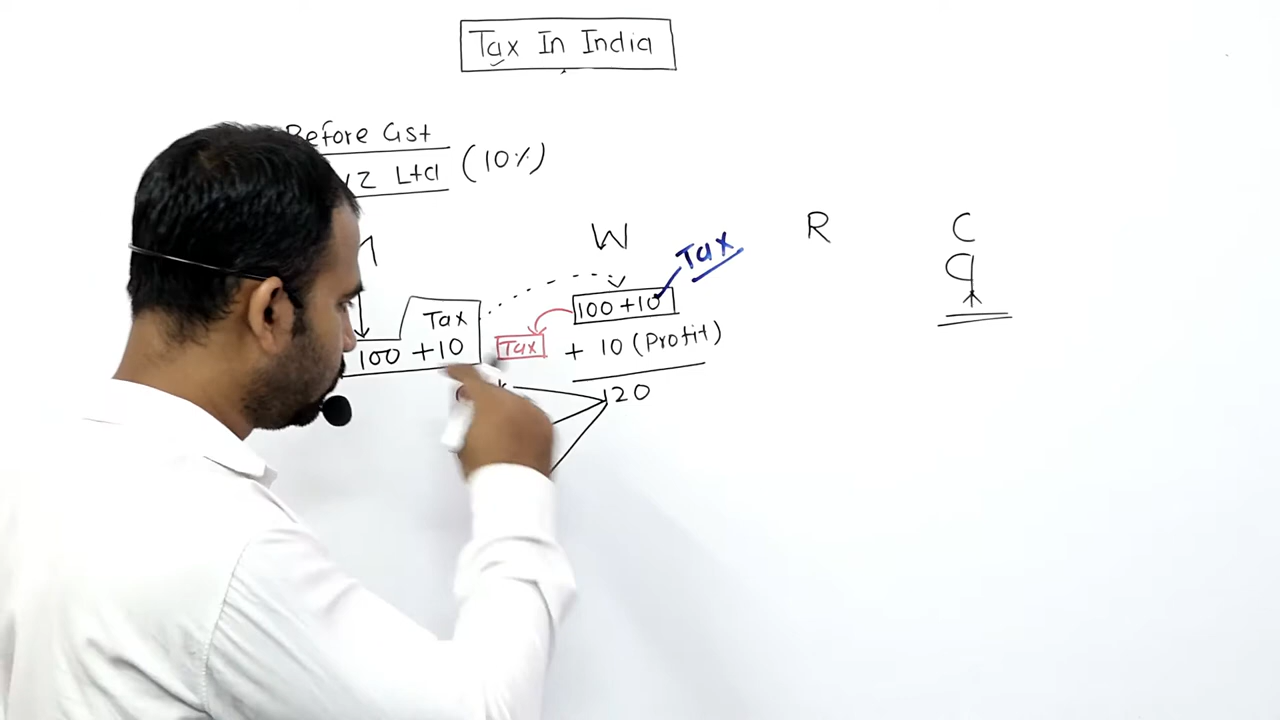 Tax In India
Before Gst
Ltd (10%)
W
R
C
Tax
Tax
100 +10
100 +10
Tax
+ 10 (Profit)
120